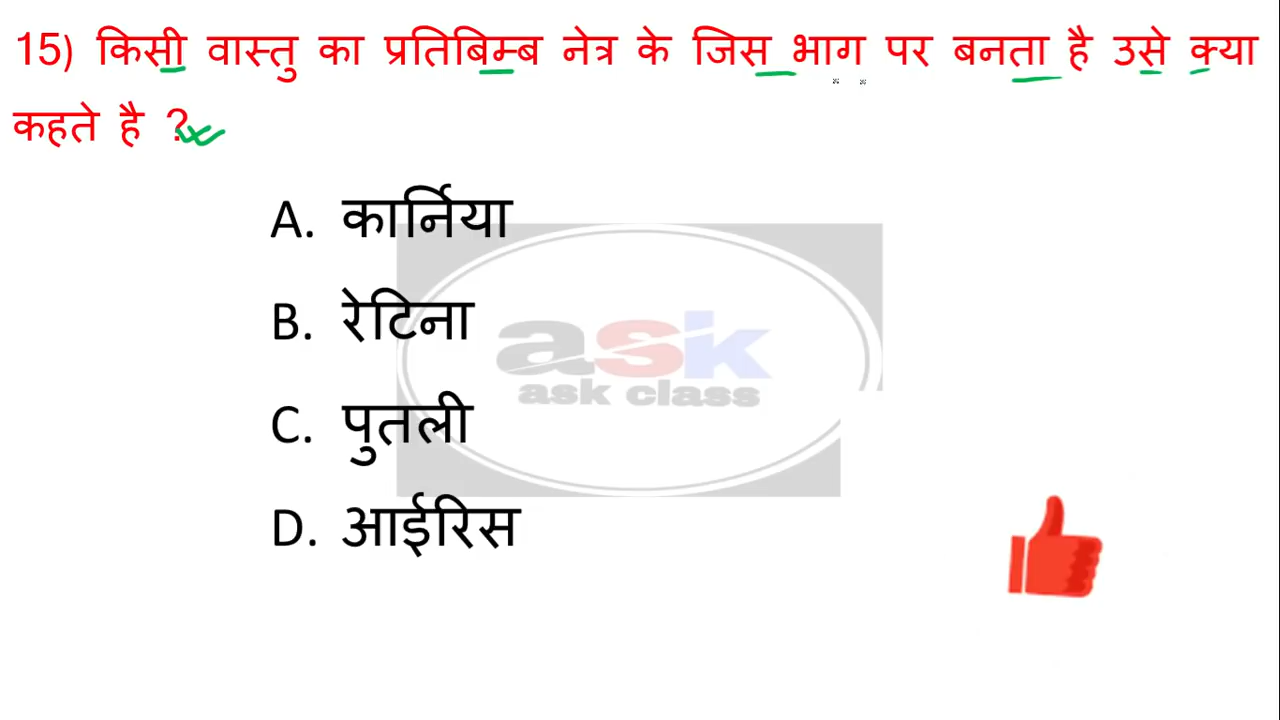 15) किसी वास्तु का प्रतिबिम्ब नेत्र के जिस भाग पर बनता है उसे क्या
कहते है ?
A. कार्निया
B. रेटिना
C. पुतली
D. आईरिस
ask
ask class